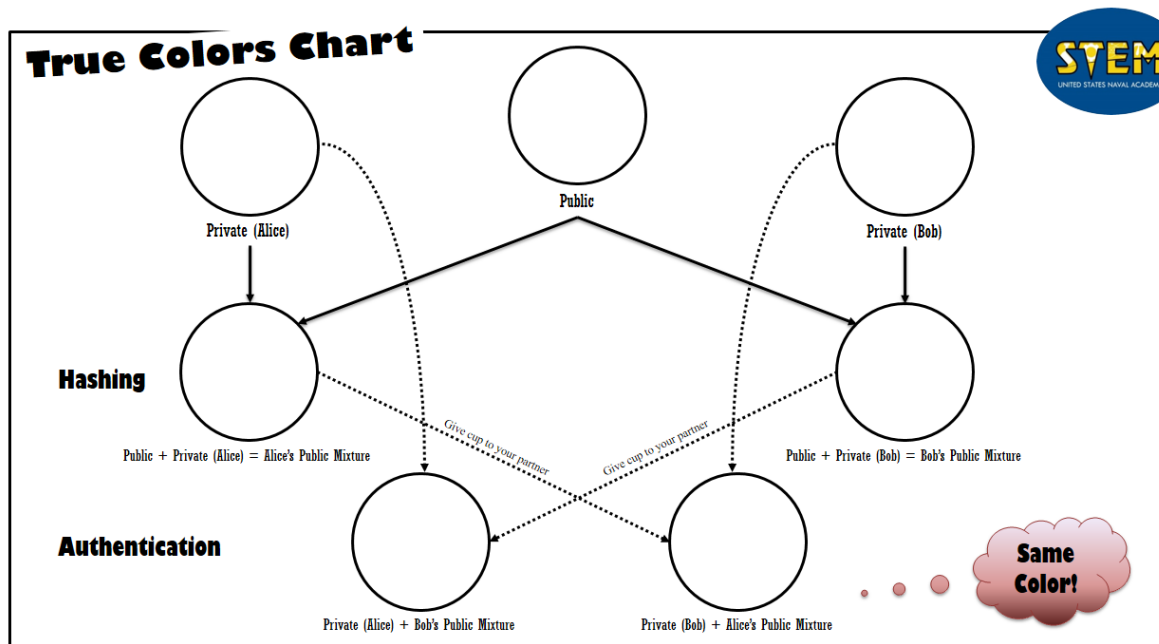 True Colors Chart
STEM
UNITED STATES NAVAL ACADEM
Public
Private (Alice)
Private (Bob)
Hashing
Give cup to your partner
Give cup to your partner
Public + Private (Alice) = Alice's Public Mixture
Public + Private (Bob) = Bob's Public Mixture
Authentication
Same
Color!
Private (Alice) + Bob's Public Mixture
Private (Bob) + Alice's Public Mixture